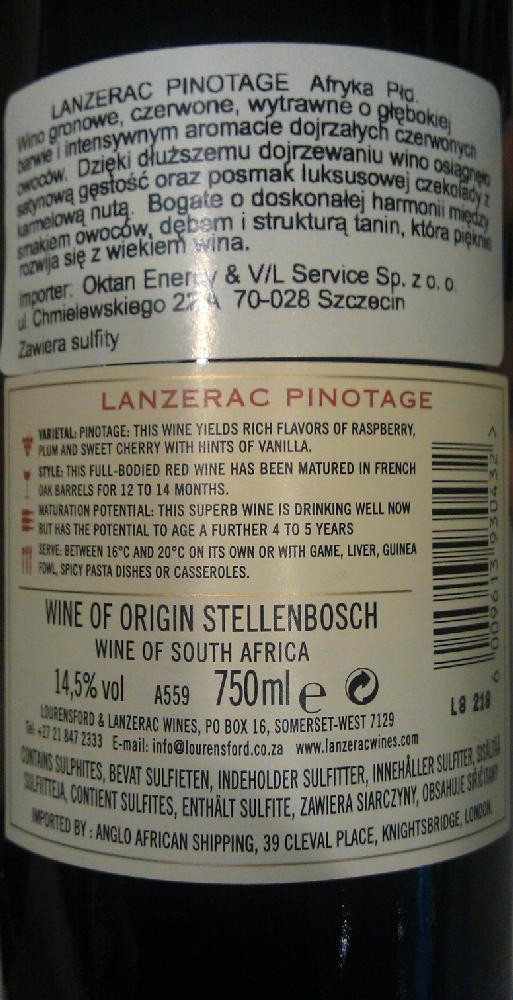 LANZERAC PINOTAGE Afryka Płd.
Wino gronowe, czerwone, wytrawne o głębokiej
barwie i intensywnym aromacie dojrzałych czerwonych
owoców. Dzięki dłuższemu dojrzewaniu wino osiągnęło
satynową gęstość oraz posmak luksusowej czekolady z
karmelową nutą. Bogate o doskonałej harmonii między
smakiem owoców, dębem i strukturą tanin, która pięknie
rozwija się z wiekiem wina.
Importer: Oktan Energy & V/L Service Sp. z o. o.
ul. Chmielewskiego 22 A 70-028 Szczecin
Zawiera sulfity
LANZERAC PINOTAGE
VARIETAL: PINOTAGE: THIS WINE YIELDS RICH FLAVORS OF RASPBERRY,
PLUM AND SWEET CHERRY WITH HINTS OF VANILLA.
STYLE: THIS FULL-BODIED RED WINE HAS BEEN MATURED IN FRENCH
OAK BARRELS FOR 12 TO 14 MONTHS.
MATURATION POTENTIAL: THIS SUPERB WINE IS DRINKING WELL NOW
BUT HAS THE POTENTIAL TO AGE A FURTHER 4 TO 5 YEARS
SERVE: BETWEEN 16°C AND 20°C ON ITS OWN OR WITH GAME, LIVER, GUINEA
FOWL, SPICY PASTA DISHES OR CASSEROLES.
6 009613 930432 >
WINE OF ORIGIN STELLENBOSCH
WINE OF SOUTH AFRICA
14,5% vol A559 750ml e
L8 218
LOURENSFORD & LANZERAC WINES, PO BOX 16, SOMERSET-WEST 7129
Tel: +27 21 847 2333 E-mail: info@lourensford.co.za www.lanzeracwines.com
CONTAINS SULPHITES, BEVAT SULFIETEN, INDEHOLDER SULFITTER, INNEHÅLLER SULFITER, SISÄLTÄÄ
SULFIITTEJA, CONTIENT SULFITES, ENTHÄLT SULFITE, ZAWIERA SIARCZYNY, OBSAHUJE SIŘIČITANY
IMPORTED BY : ANGLO AFRICAN SHIPPING, 39 CLEVAL PLACE, KNIGHTSBRIDGE, LONDON.